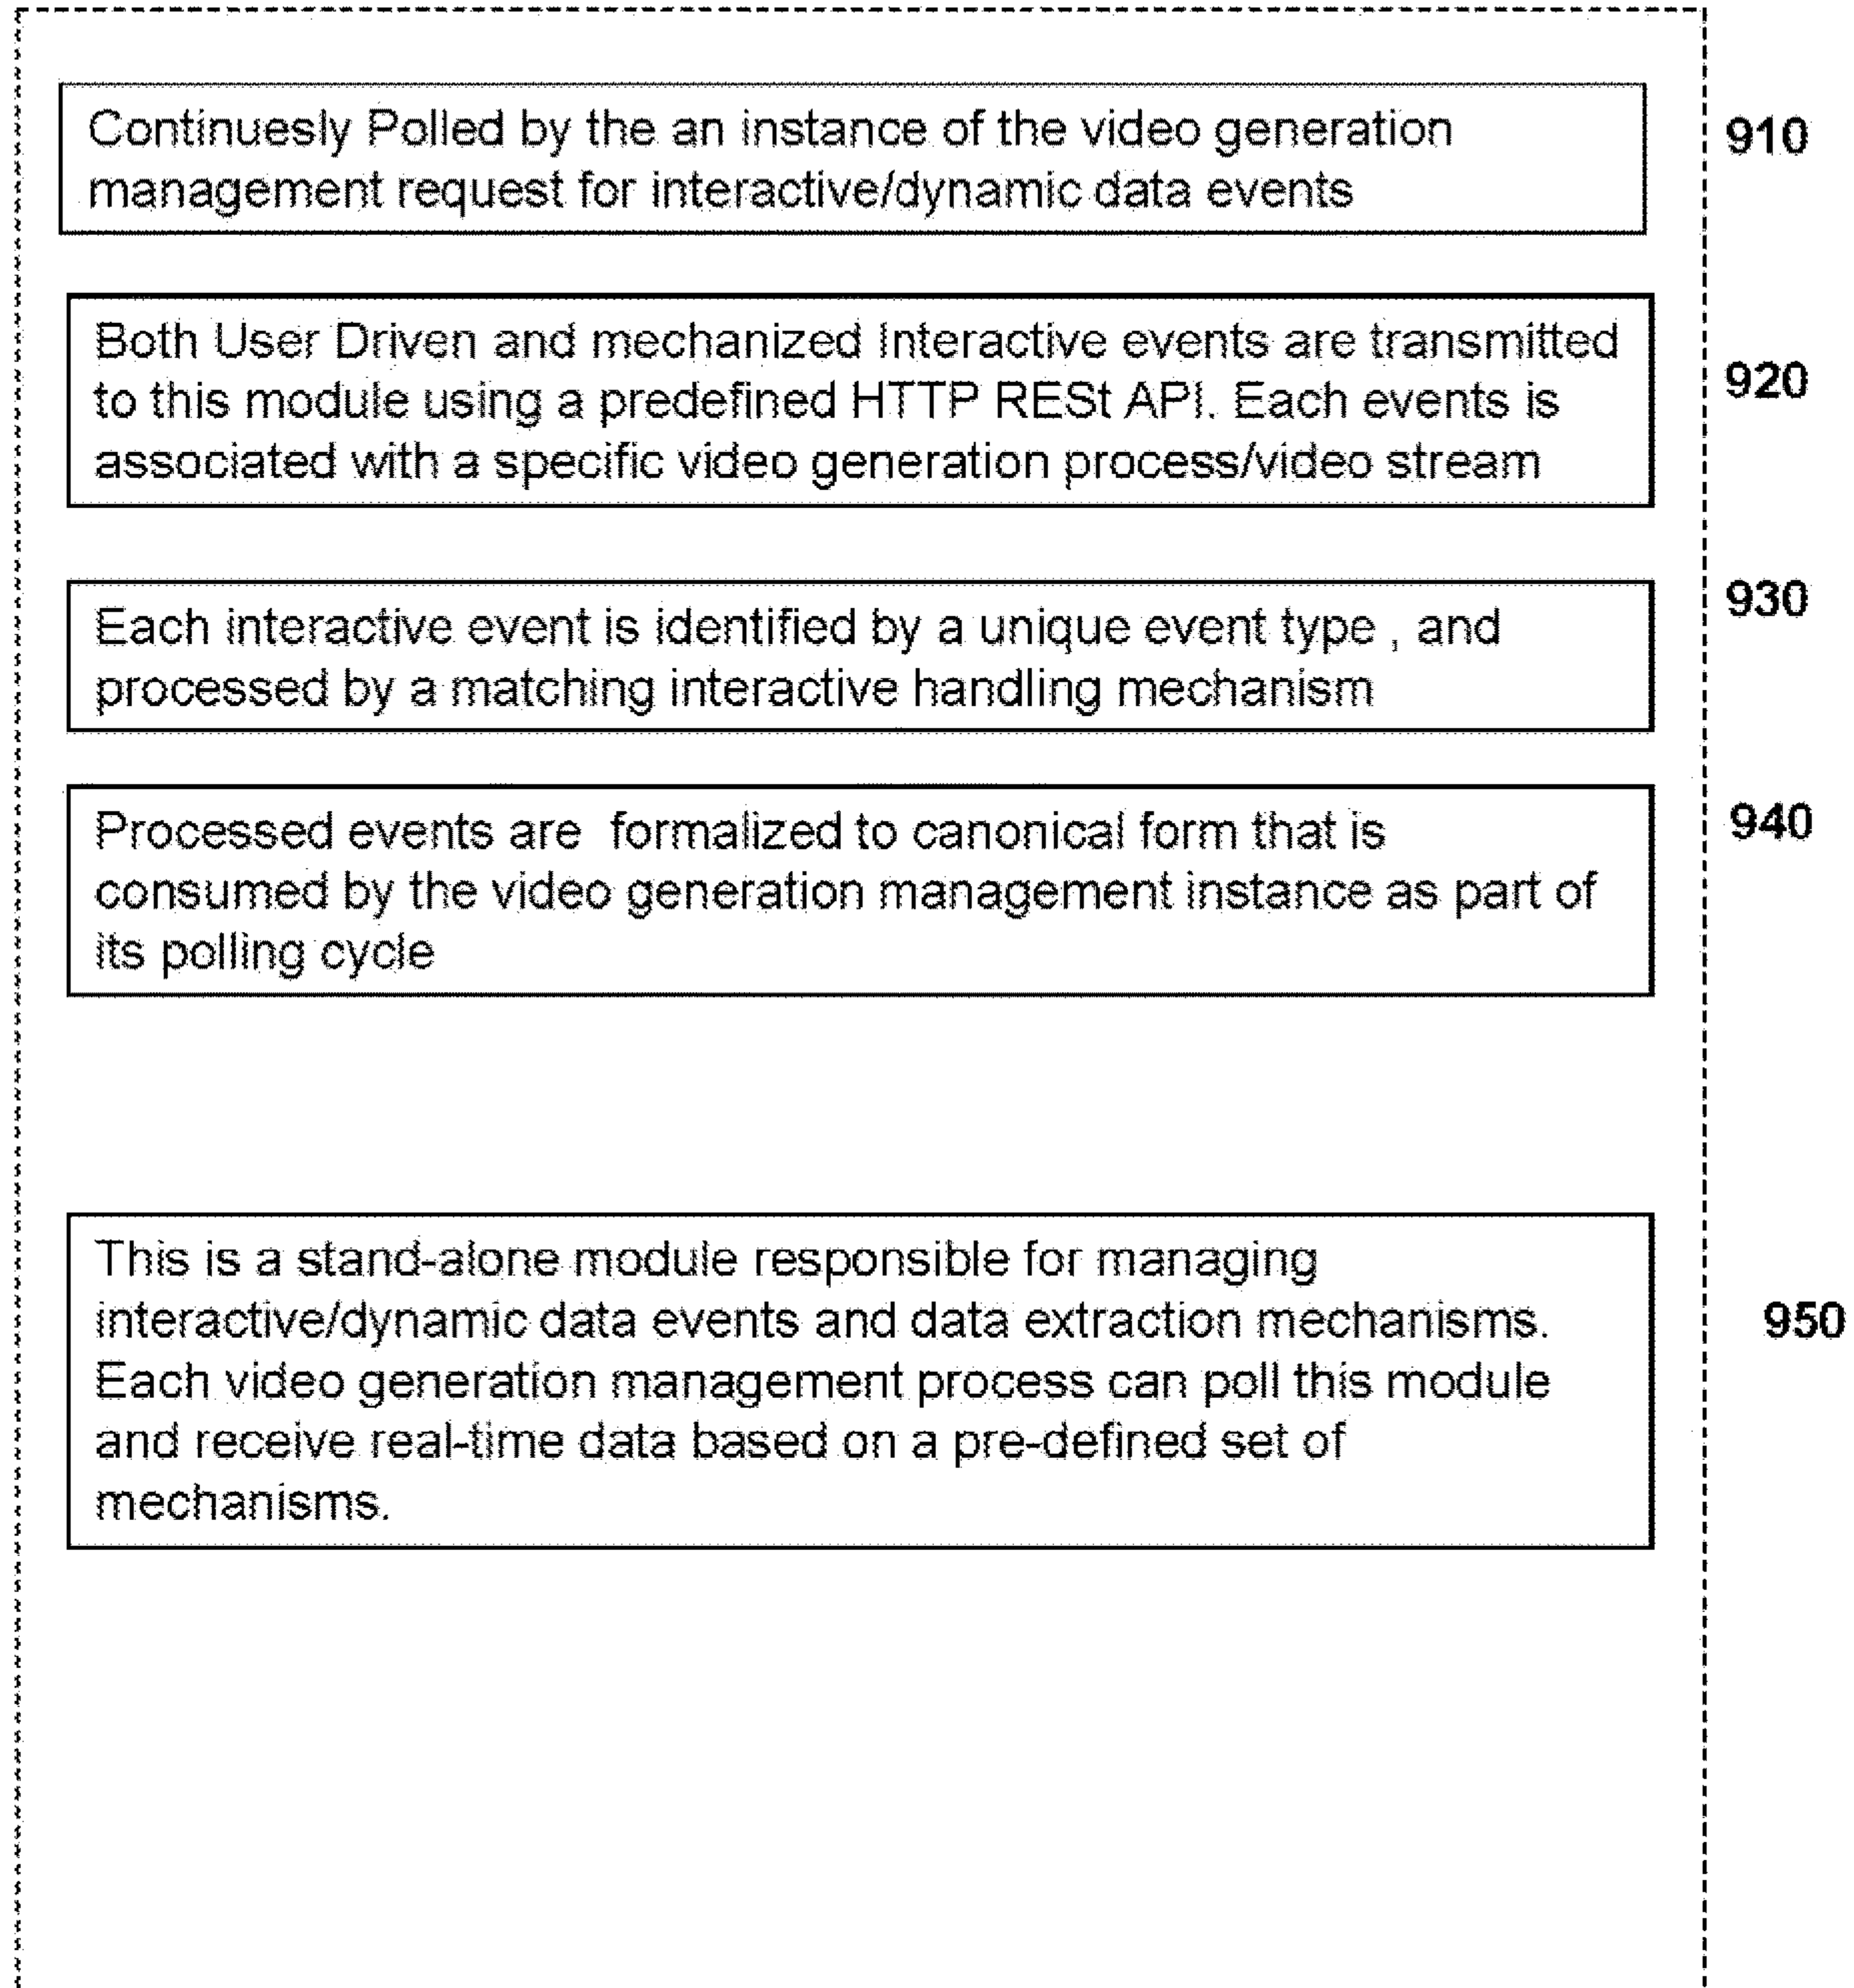 Continuesly Polled by the an instance of the video generation
management request for interactive/dynamic data events
910
Both User Driven and mechanized Interactive events are transmitted
to this module using a predefined HTTP RESt API. Each events is
associated with a specific video generation process/video stream
920
Each interactive event is identified by a unique event type , and
processed by a matching interactive handling mechanism
930
Processed events are formalized to canonical form that is
consumed by the video generation management instance as part of
its polling cycle
940
This is a stand-alone module responsible for managing
interactive/dynamic data events and data extraction mechanisms.
Each video generation management process can poll this module
and receive real-time data based on a pre-defined set of
mechanisms.
950